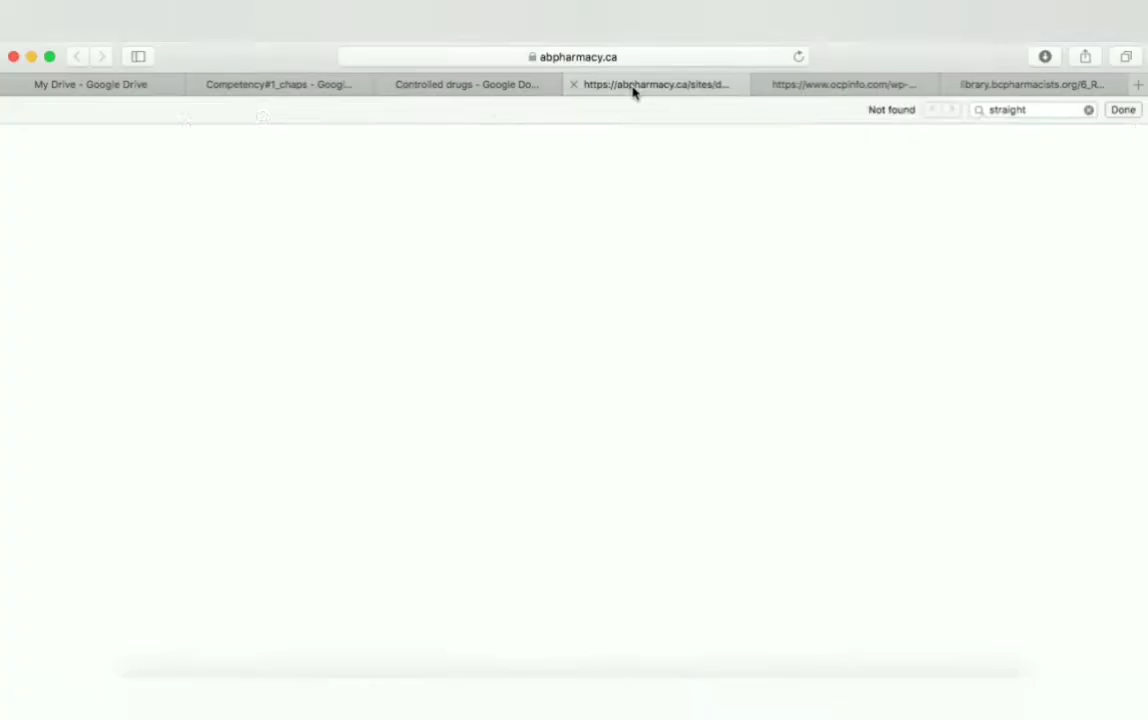 abpharmacy.ca
My Drive - Google Drive
Competency#1_chaps - Googl...
Controlled drugs - Google Do...
https://abpharmacy.ca/sites/d...
https://www.ocpinfo.com/wp-...
library.bcpharmacists.org/6_R...
Not found
straight
Done